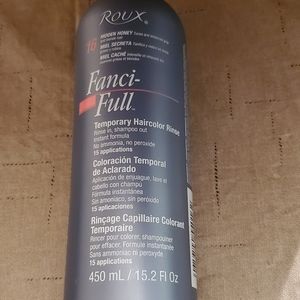 ROUX
16
HIDDEN HONEY
MIEL SECRETA
MIEL CACHÉ
Fanci-
Full
Temporary Haircolor Rinse
Rinse in, shampoo out
Instant formula
No ammonia, no peroxide
15 applications
Coloración Temporal
de Aclarado
Aplicación de enjuague, tiein el
cabello con champú
Fórmula instantánea
Sin amoníaco, sin peróxido
15 aplicaciones
Rinçage Capillaire Colorant
Temporaire
Rincer pour colorer, shampouiner
pour effacer. Formule instantanée
Sans ammoniac ni peroxyde
15 applications
450 mL / 15.2 Fl Oz